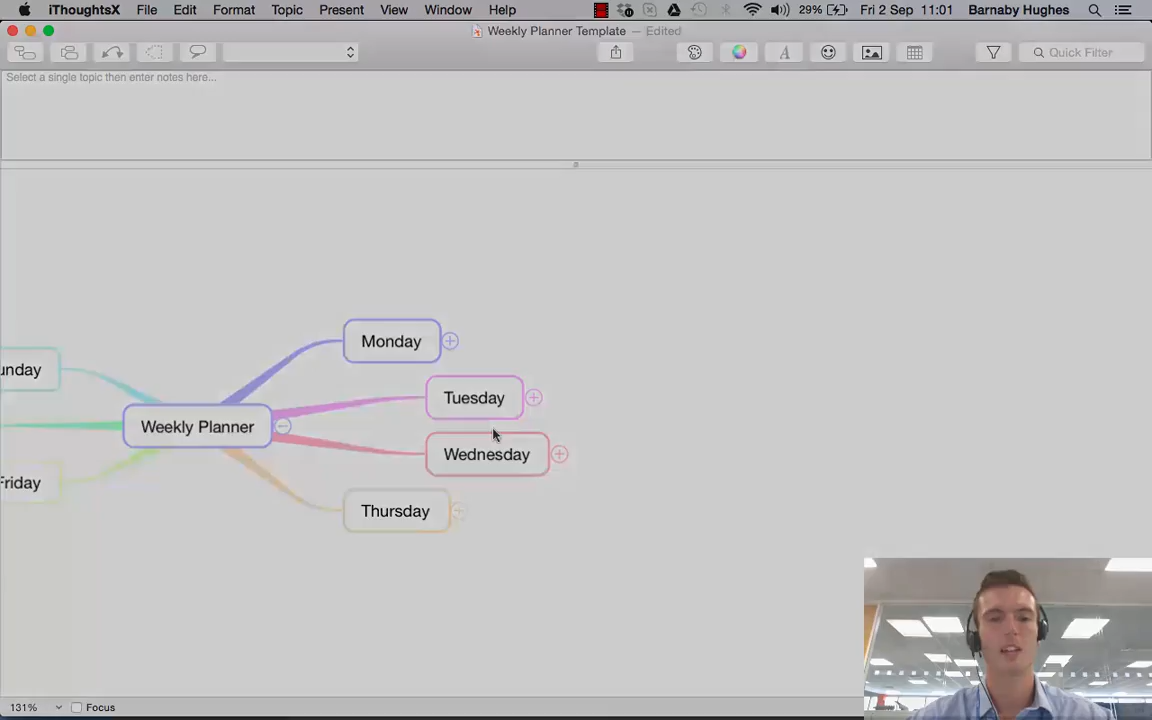 iThoughtsX File Edit Format Topic Present View Window Help 29% Fri 2 Sep 11:01 Barnaby Hughes
Weekly Planner Template — Edited
A Quick Filter
Select a single topic then enter notes here...
Monday
unday
Tuesday
Weekly Planner
Wednesday
Friday
Thursday
131% Focus